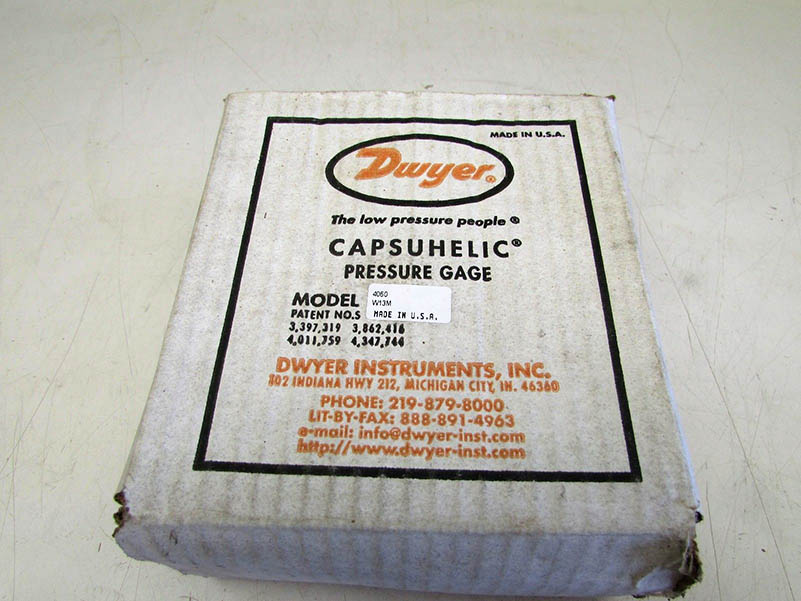 MADE IN U.S.A.
Dwyer®
The low pressure people ®
CAPSUHELIC®
PRESSURE GAGE
MODEL 4050
W13M
PATENT NO.S MADE IN U.S.A.
3,397,319 3,862,416
4,011,759 4,347,744
DWYER INSTRUMENTS, INC.
102 INDIANA HWY 212, MICHIGAN CITY, IN. 46360
PHONE: 219-879-8000
LIT-BY-FAX: 888-891-4963
e-mail: info@dwyer-inst.com
http://www.dwyer-inst.com